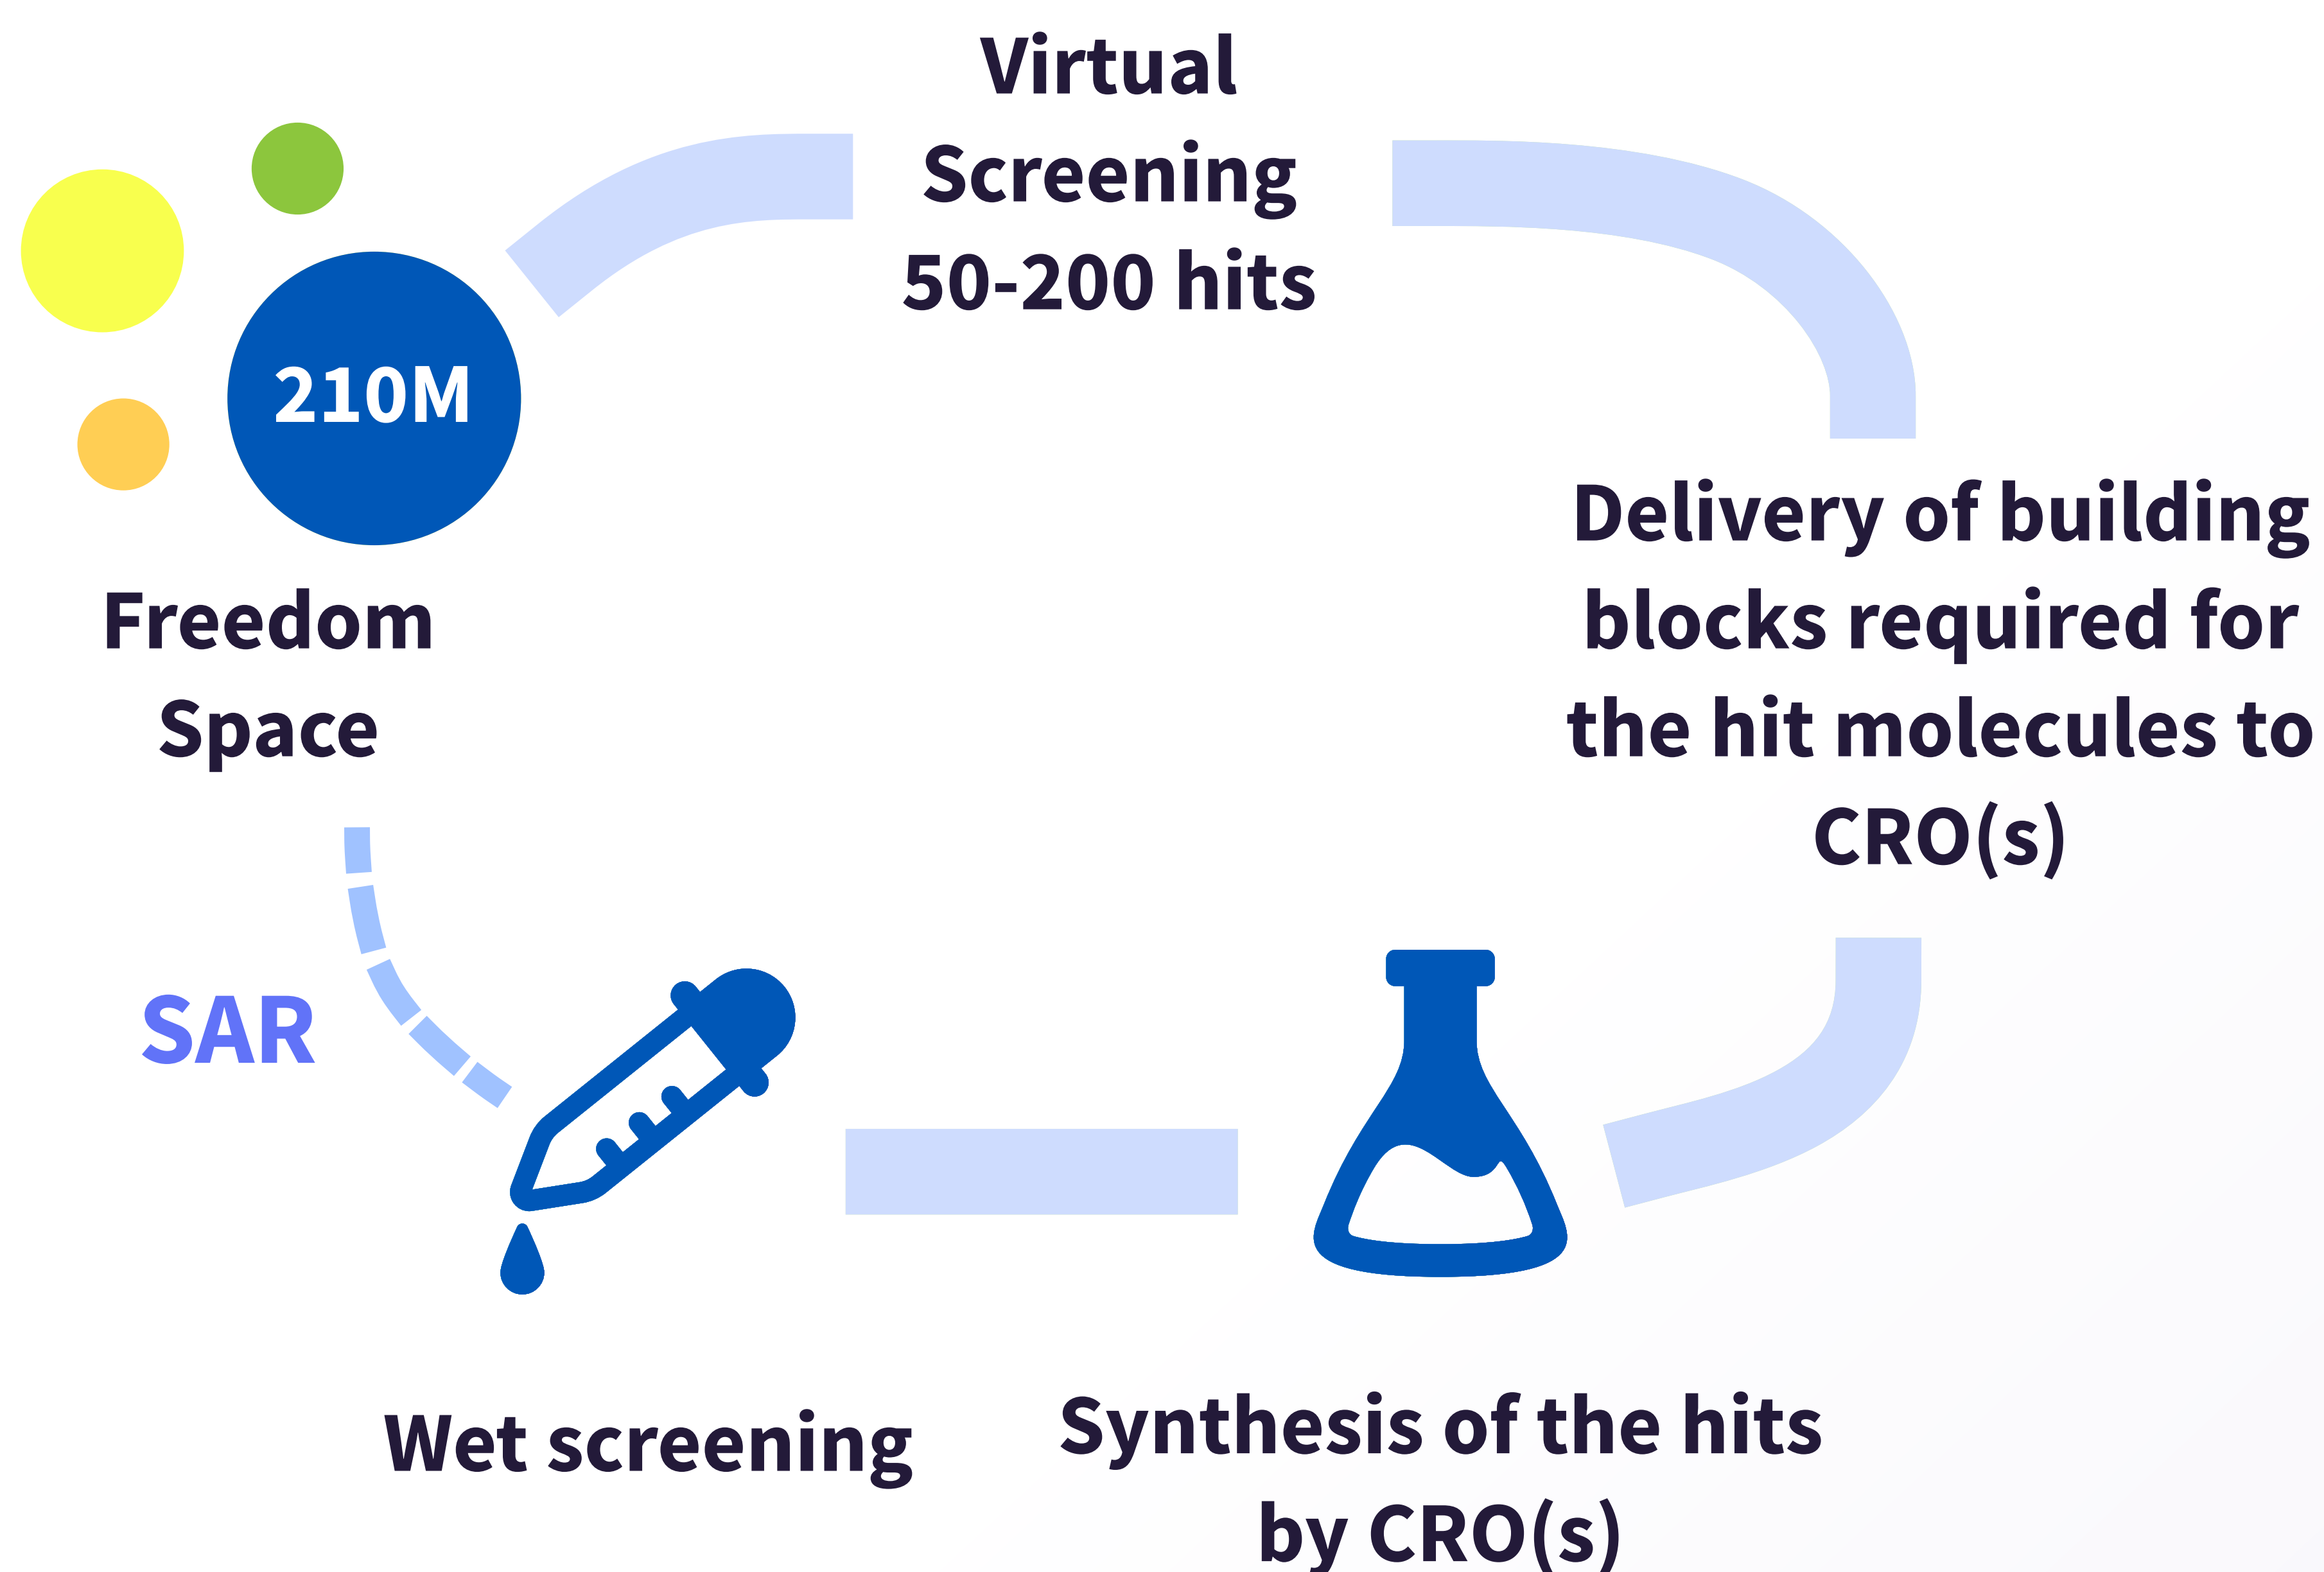 Virtual
Screening
50-200 hits
210M
Freedom
Space
Delivery of building
blocks required for
the hit molecules to
CRO(s)
SAR
Wet screening
Synthesis of the hits
by CRO(s)